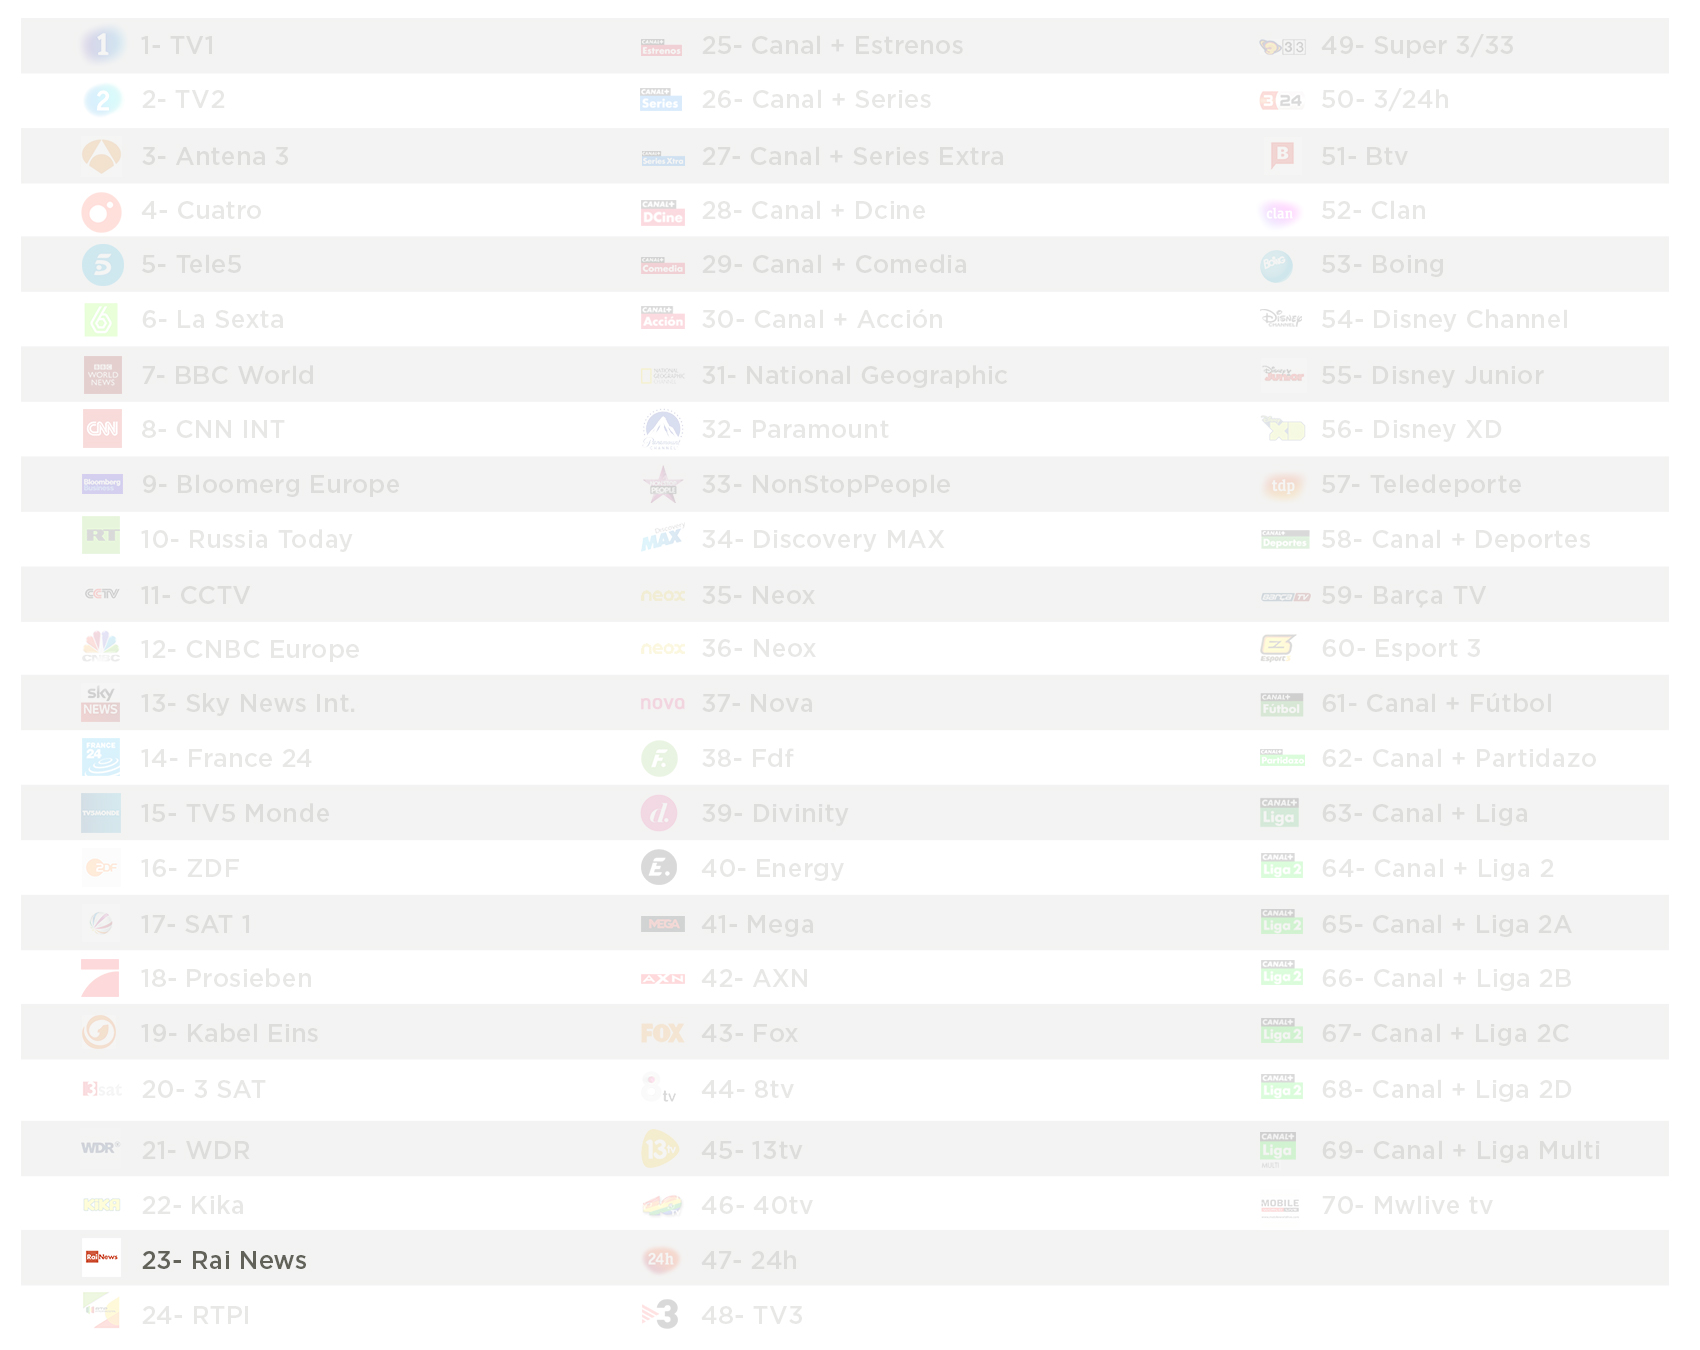 1- TV1
2- TV2
3- Antena 3
4- Cuatro
5- Tele5
6- La Sexta
7- BBC World
8- CNN INT
9- Bloomerg Europe
10- Russia Today
11- CCTV
12- CNBC Europe
13- Sky News Int.
14- France 24
15- TV5 Monde
16- ZDF
17- SAT 1
18- Prosieben
19- Kabel Eins
20- 3 SAT
21- WDR
22- Kika
23- Rai News
24- RTPI
25- Canal + Estrenos
26- Canal + Series
27- Canal + Series Extra
28- Canal + Dcine
29- Canal + Comedia
30- Canal + Acción
31- National Geographic
32- Paramount
33- NonStopPeople
34- Discovery MAX
35- Neox
36- Neox
37- Nova
38- Fdf
39- Divinity
40- Energy
41- Mega
42- AXN
43- Fox
44- 8tv
45- 13tv
46- 40tv
47- 24h
48- TV3
49- Super 3/33
50- 3/24h
51- Btv
52- Clan
53- Boing
54- Disney Channel
55- Disney Junior
56- Disney XD
57- Teledeporte
58- Canal + Deportes
59- Barça TV
60- Esport 3
61- Canal + Fútbol
62- Canal + Partidazo
63- Canal + Liga
64- Canal + Liga 2
65- Canal + Liga 2A
66- Canal + Liga 2B
67- Canal + Liga 2C
68- Canal + Liga 2D
69- Canal + Liga Multi
70- Mwlive tv